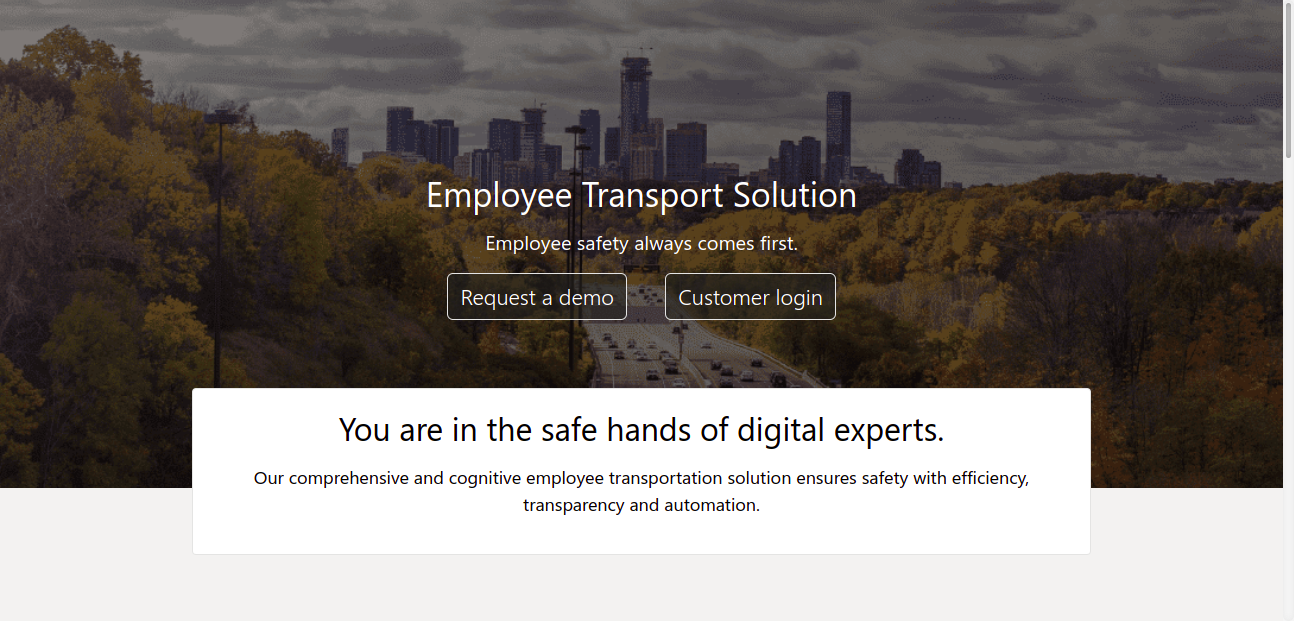 Employee Transport Solution
Employee safety always comes first.
Request a demo
Customer login
You are in the safe hands of digital experts.
Our comprehensive and cognitive employee transportation solution ensures safety with efficiency,
transparency and automation.